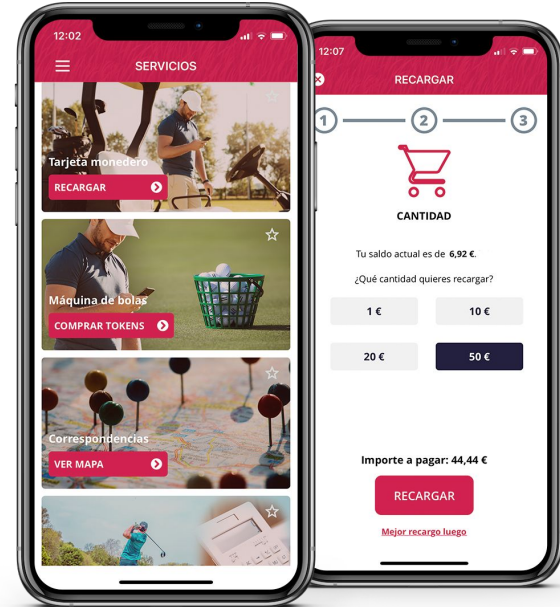 12:02
SERVICIOS
Tarjeta monedero
RECARGAR
Máquina de bolas
COMPRAR TOKENS
Correspondencias
VER MAPA
12:07
RECARGAR
1
2
3
CANTIDAD
Tu saldo actual es de 6,92 €.
¿Qué cantidad quieres recargar?
1 €
10 €
20 €
50 €
Importe a pagar: 44,44 €
RECARGAR
Mejor recargo luego